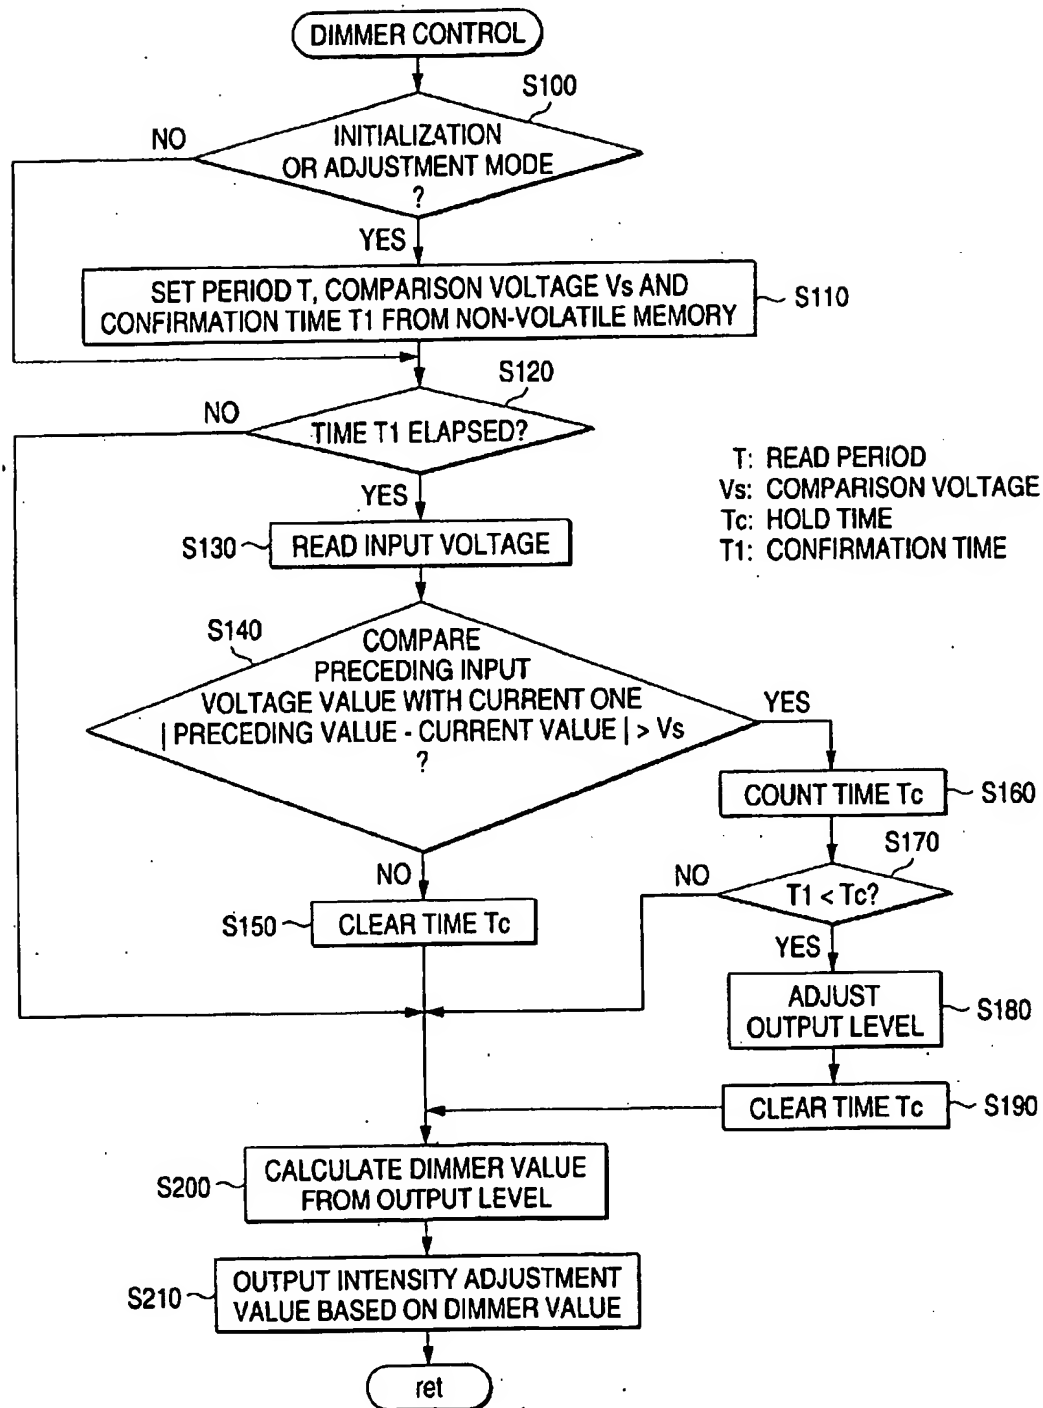 DIMMER CONTROL
S100
NO
INITIALIZATION
OR ADJUSTMENT MODE
?
YES
SET PERIOD T, COMPARISON VOLTAGE Vs AND
CONFIRMATION TIME T1 FROM NON-VOLATILE MEMORY
S110
S120
NO
TIME T1 ELAPSED?
YES
T: READ PERIOD
Vs: COMPARISON VOLTAGE
Tc: HOLD TIME
T1: CONFIRMATION TIME
S130
READ INPUT VOLTAGE
S140
COMPARE
PRECEDING INPUT
VOLTAGE VALUE WITH CURRENT ONE
| PRECEDING VALUE - CURRENT VALUE | > Vs
?
YES
COUNT TIME Tc
S160
S170
NO
T1 < Tc?
NO
S150
CLEAR TIME Tc
YES
ADJUST
OUTPUT LEVEL
S180
CLEAR TIME Tc
S190
S200
CALCULATE DIMMER VALUE
FROM OUTPUT LEVEL
S210
OUTPUT INTENSITY ADJUSTMENT
VALUE BASED ON DIMMER VALUE
ret